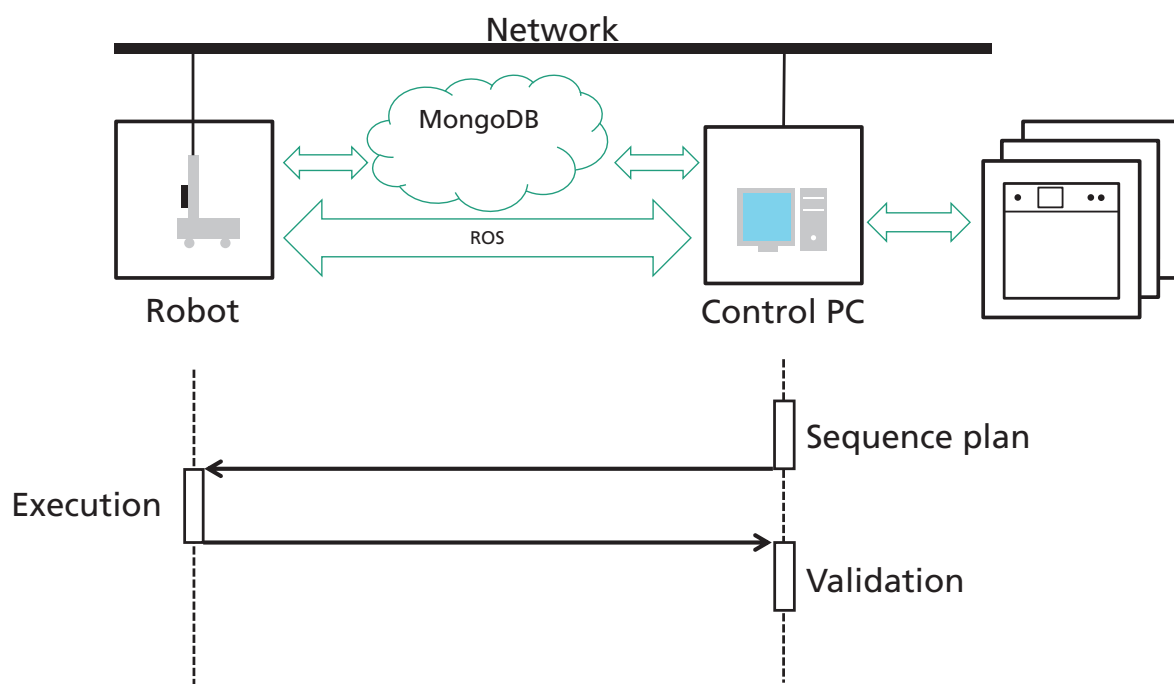 Network
MongoDB
ROS
Robot
Control PC
Sequence plan
Execution
Validation